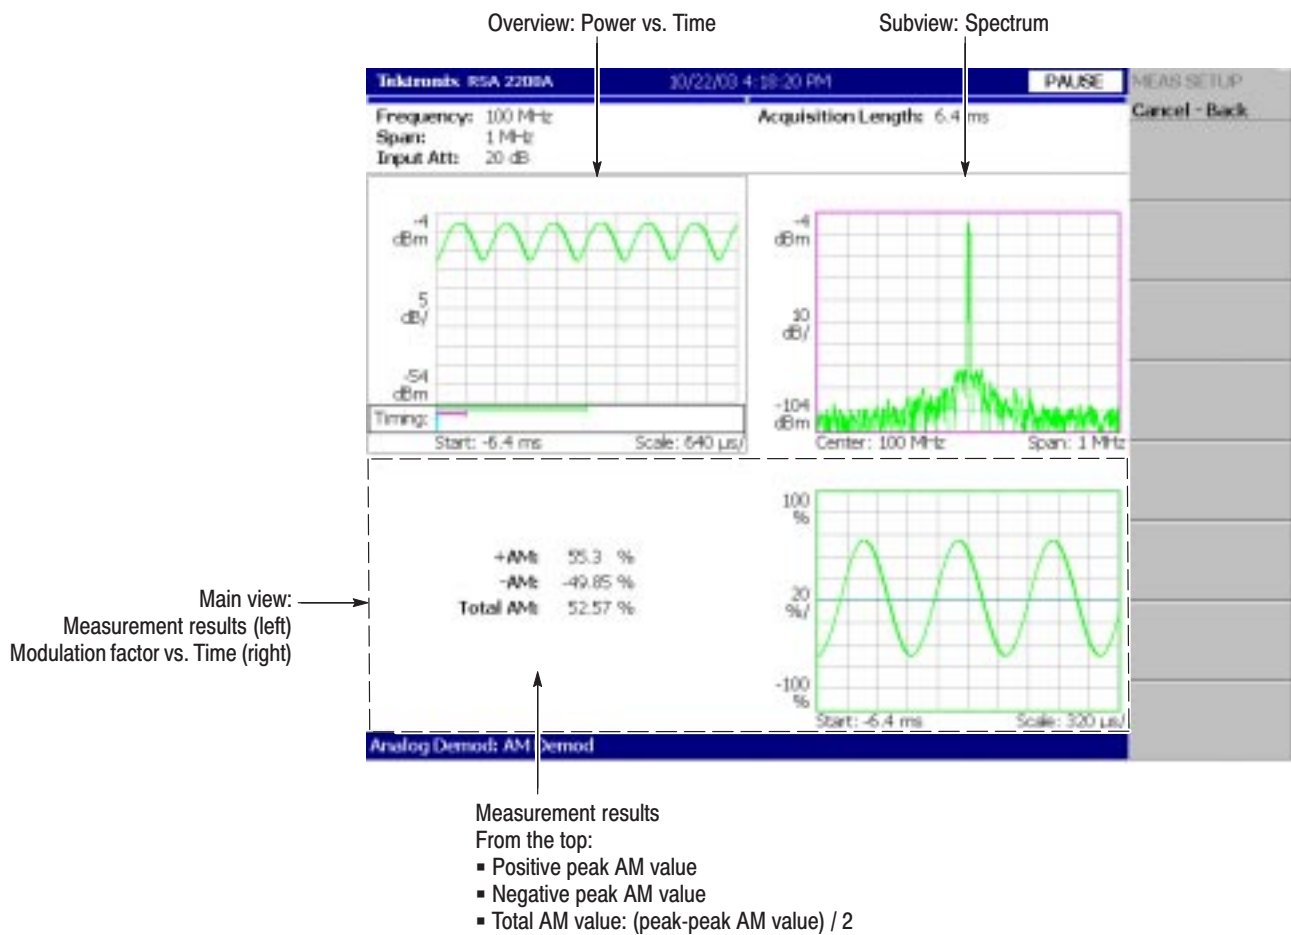 Overview: Power vs. Time
Subview: Spectrum
Tektronix RSA 2208A 10/22/03 4:18:20 PM PAUSE
MEAS SETUP
Cancel - Back
Frequency: 100 MHz
Span: 1 MHz
Input Att: 20 dB
Acquisition Length: 6.4 ms
-4
dBm
5
dB/
-54
dBm
Timing:
Start: -6.4 ms Scale: 640 µs/
-4
dBm
10
dB/
-104
dBm
Center: 100 MHz Span: 1 MHz
Main view:
Measurement results (left)
Modulation factor vs. Time (right)
+AM: 55.3 %
-AM: -49.85 %
Total AM: 52.57 %
100
%
20
%/
-100
%
Start: -6.4 ms Scale: 320 µs/
Analog Demod: AM Demod
Measurement results
From the top:
▪ Positive peak AM value
▪ Negative peak AM value
▪ Total AM value: (peak-peak AM value) / 2